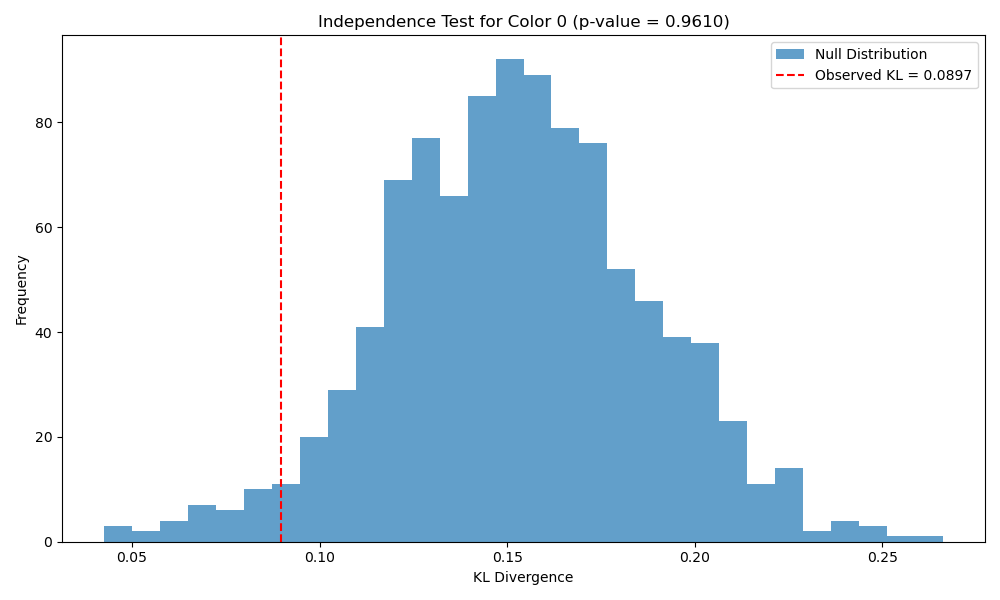 Independence Test for Color 0 (p-value = 0.9610)
Null Distribution
Observed KL = 0.0897
Frequency
80
60
40
20
0
0.05 0.10 0.15 0.20 0.25
KL Divergence